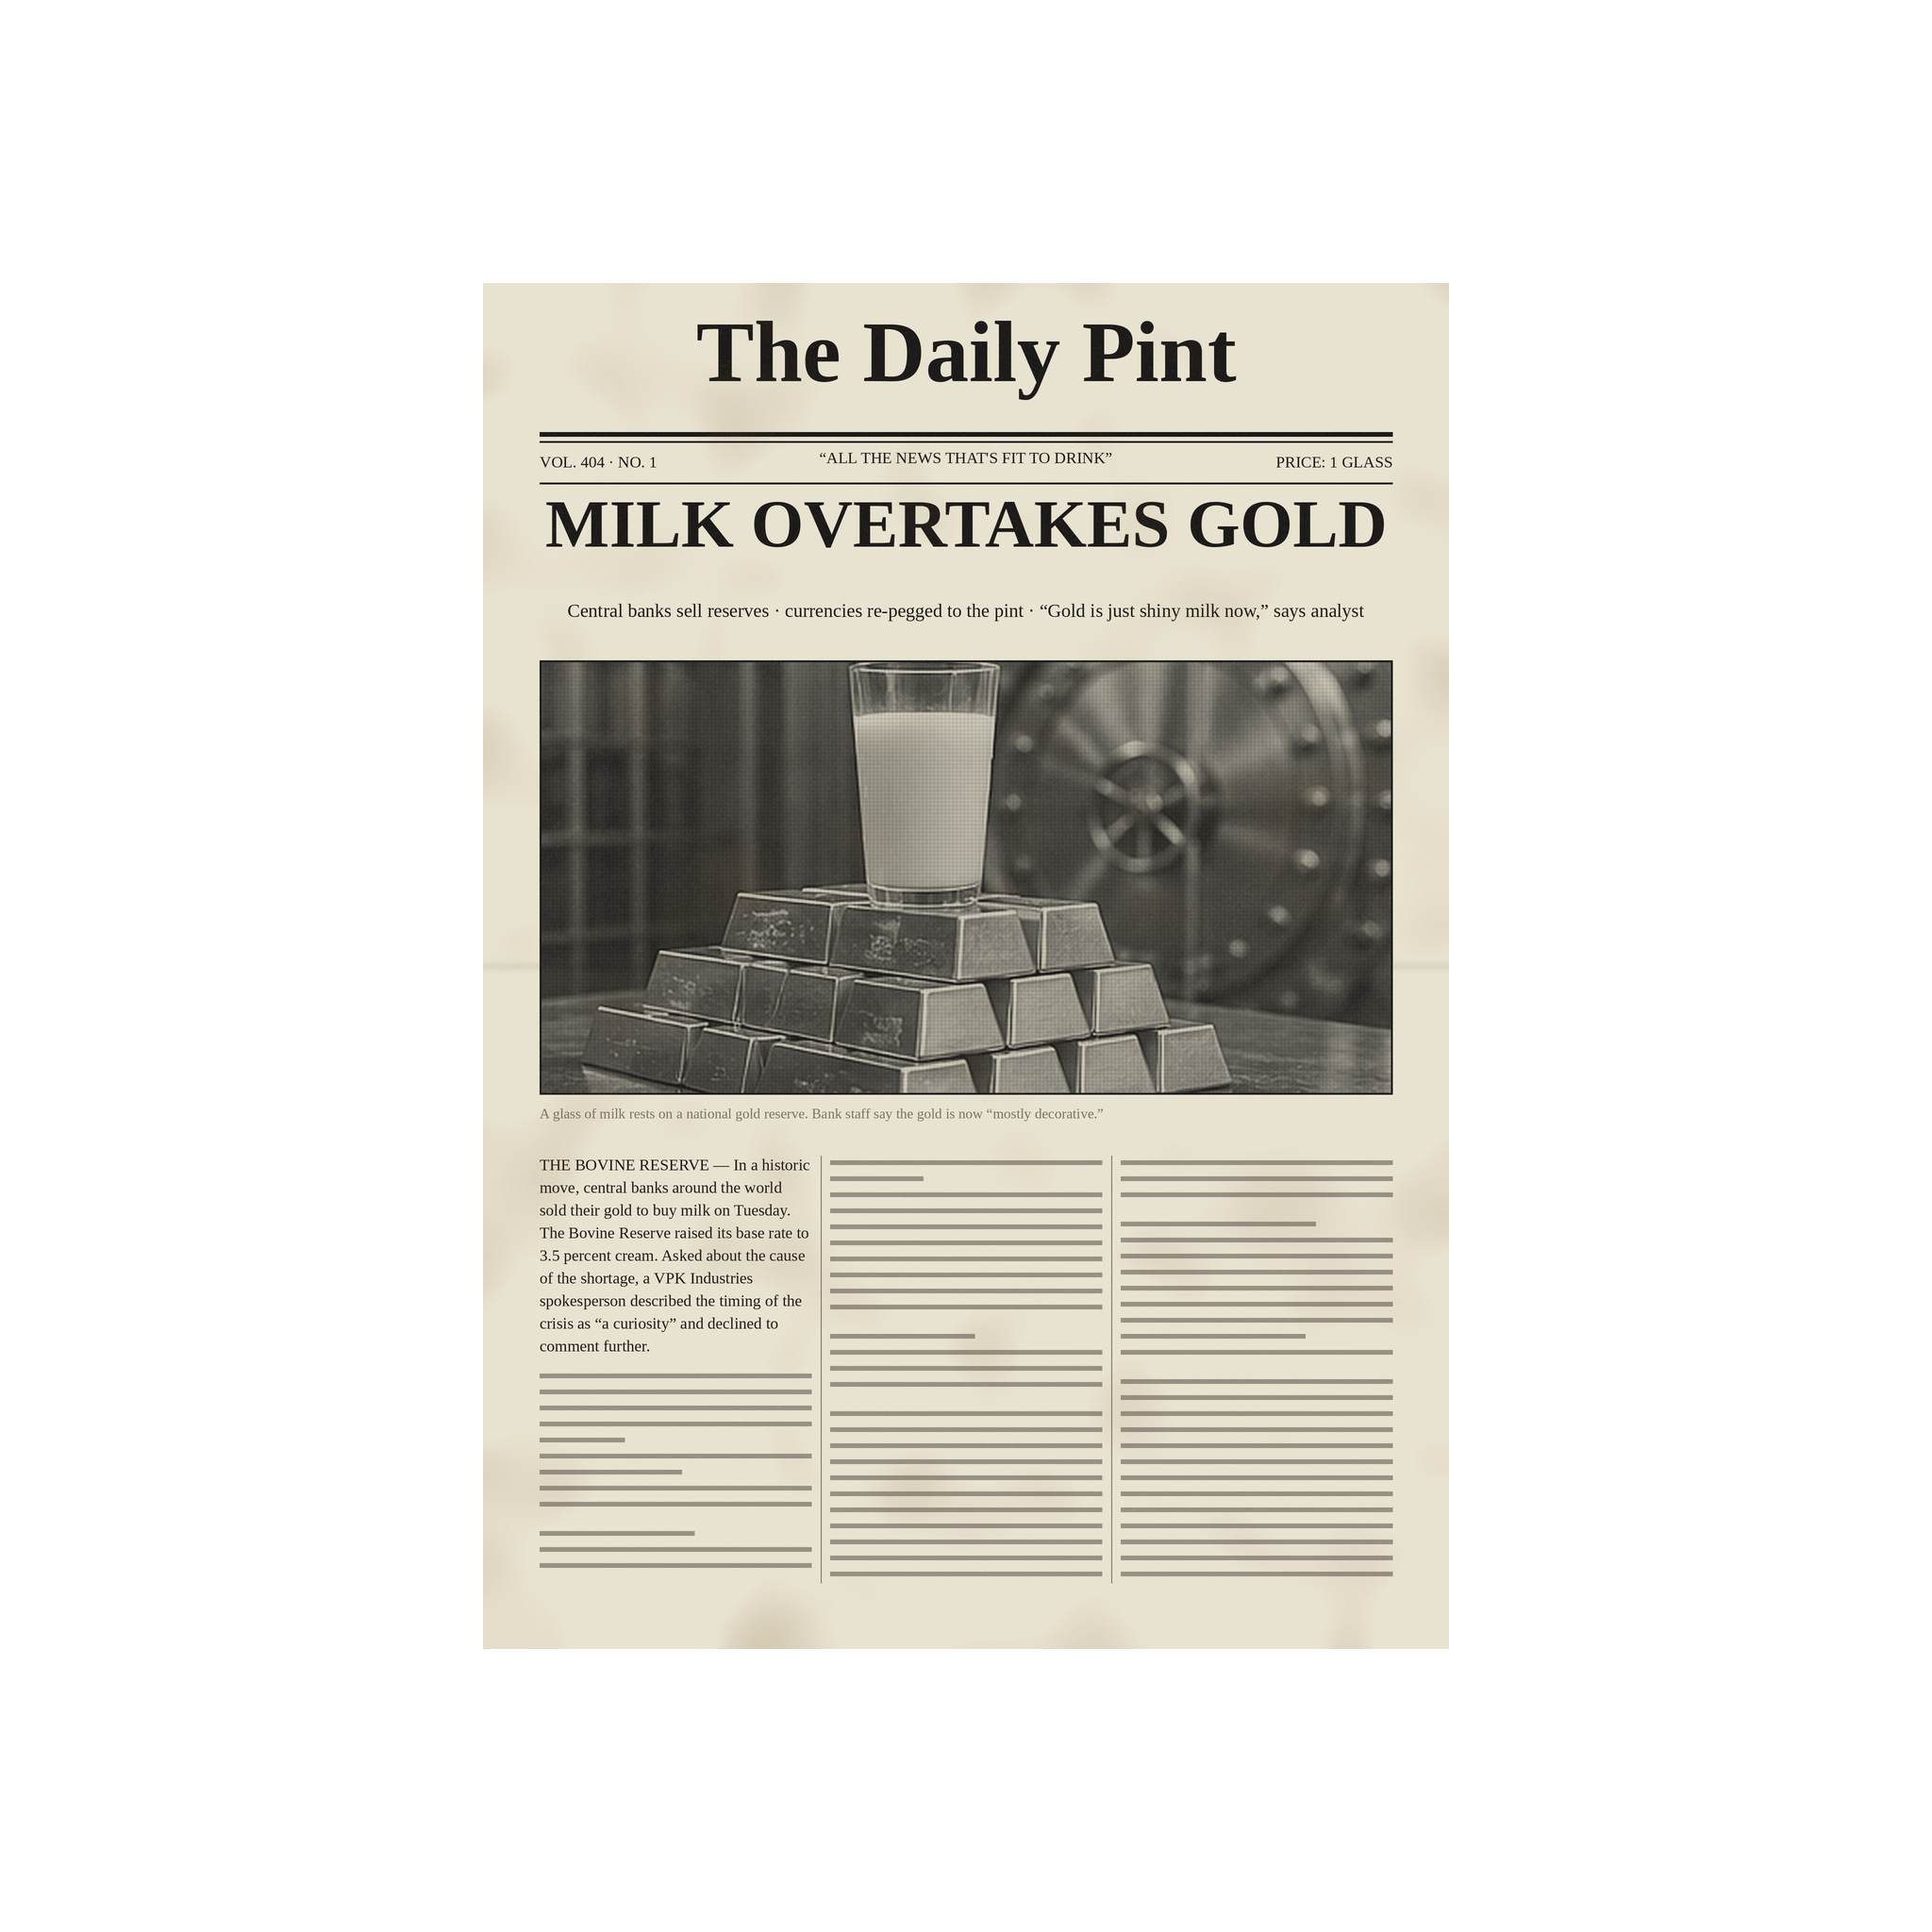 The Daily Pint
VOL. 404 · NO. 1
“ALL THE NEWS THAT'S FIT TO DRINK”
PRICE: 1 GLASS
MILK OVERTAKES GOLD
Central banks sell reserves · currencies re-pegged to the pint · “Gold is just shiny milk now,” says analyst
A glass of milk rests on a national gold reserve. Bank staff say the gold is now “mostly decorative.”
THE BOVINE RESERVE — In a historic
move, central banks around the world
sold their gold to buy milk on Tuesday.
The Bovine Reserve raised its base rate to
3.5 percent cream. Asked about the cause
of the shortage, a VPK Industries
spokesperson described the timing of the
crisis as “a curiosity” and declined to
comment further.